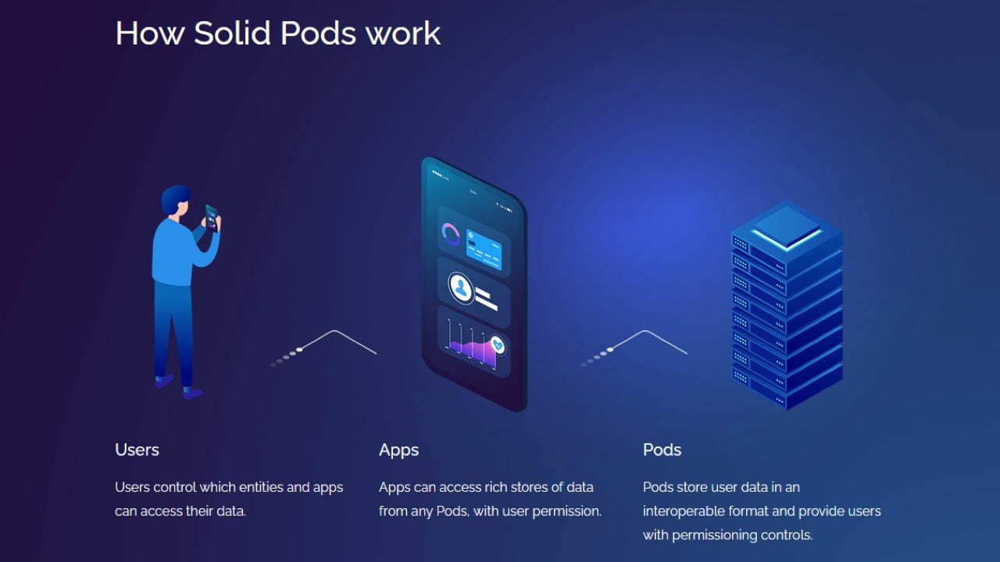 How Solid Pods work
Users
Users control which entities and apps
can access their data.
Apps
Apps can access rich stores of data
from any Pods, with user permission.
Pods
Pods store user data in an
interoperable format and provide users
with permissioning controls.